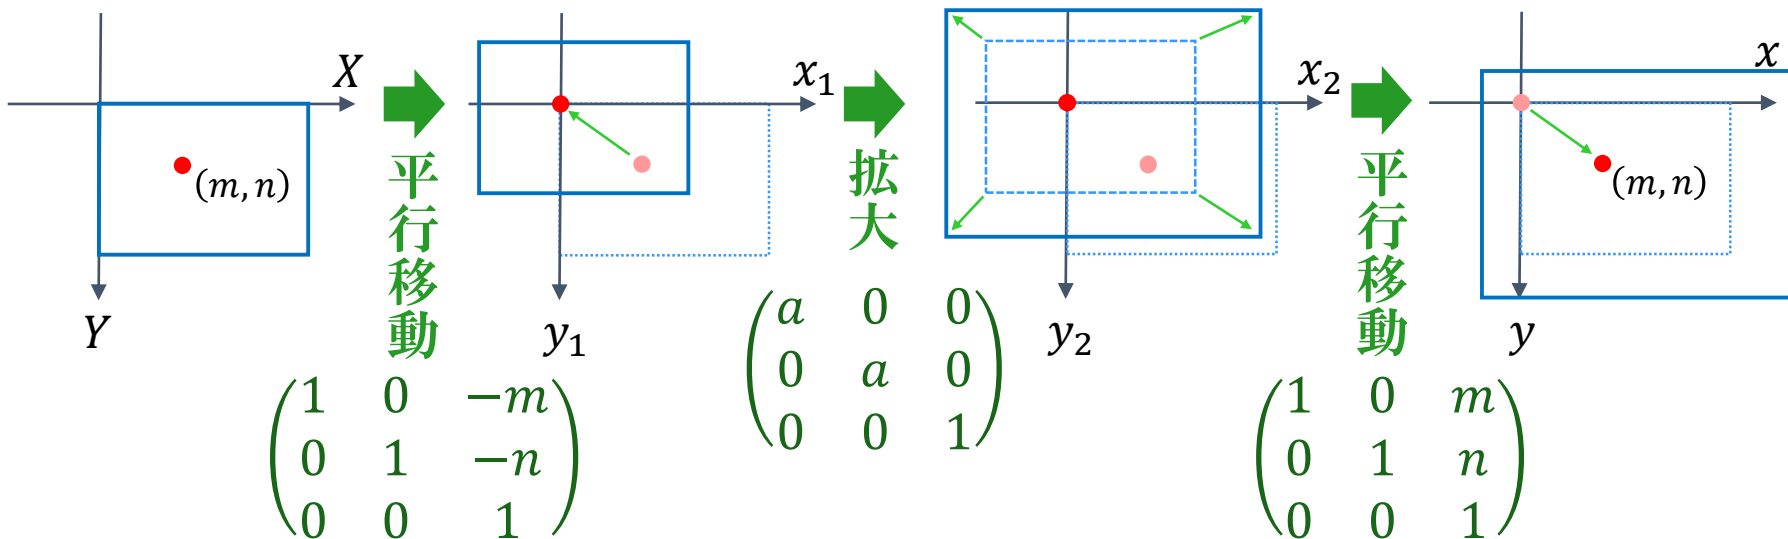 X
Y
(m, n)
平行移動
(1 0 −m
0 1 −n
0 0 1)
x₁
y₁
拡大
(a 0 0
0 a 0
0 0 1)
x₂
y₂
平行移動
(1 0 m
0 1 n
0 0 1)
x
y
(m, n)